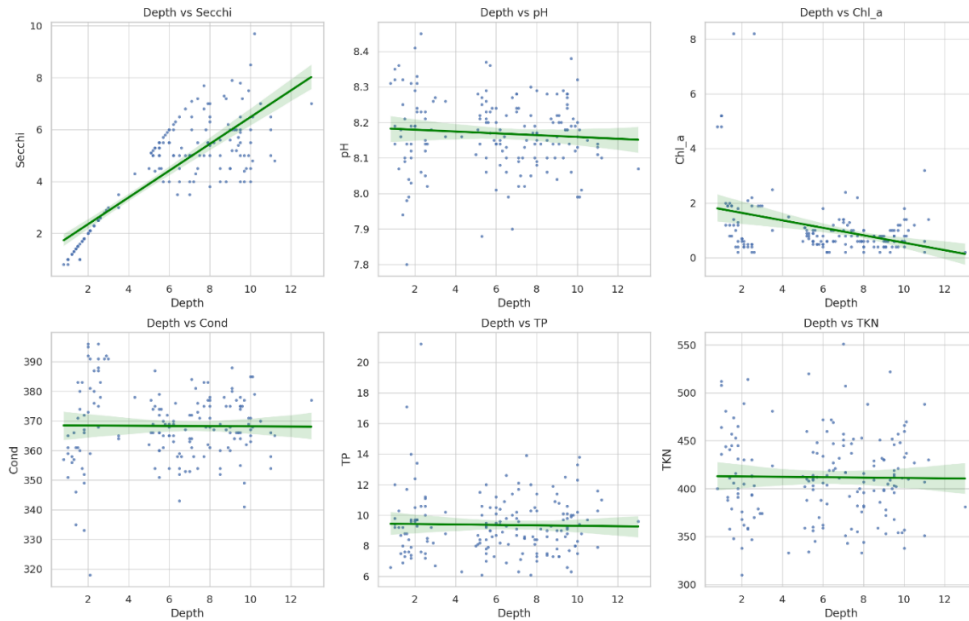 Depth vs Secchi
10
8
6
4
2
Secchi
2 4 6 8 10 12
Depth
Depth vs pH
8.4
8.3
8.2
8.1
8.0
7.9
7.8
pH
2 4 6 8 10 12
Depth
Depth vs Chl_a
8
6
4
2
0
Chl_a
2 4 6 8 10 12
Depth
Depth vs Cond
390
380
370
360
350
340
330
320
Cond
2 4 6 8 10 12
Depth
Depth vs TP
20
18
16
14
12
10
8
6
TP
2 4 6 8 10 12
Depth
Depth vs TKN
550
500
450
400
350
300
TKN
2 4 6 8 10 12
Depth